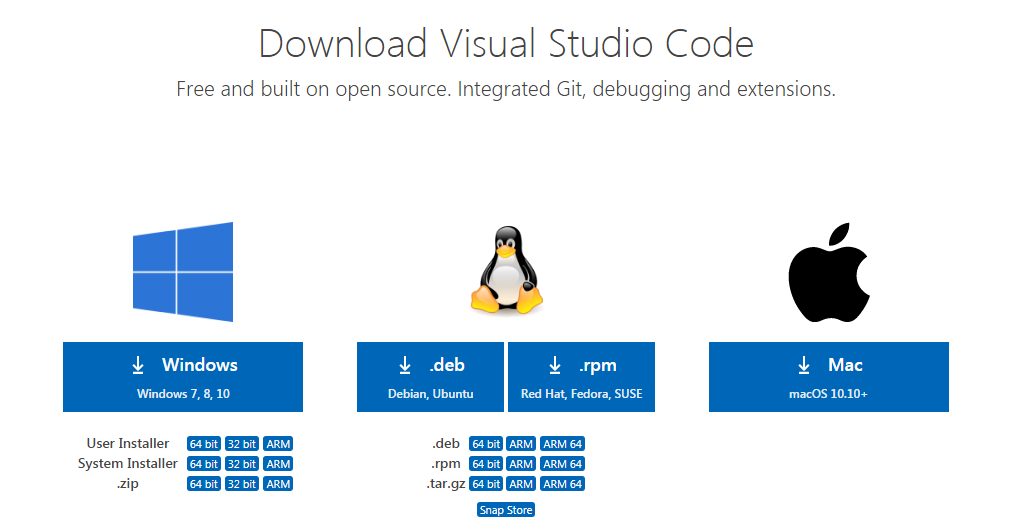 Download Visual Studio Code
Free and built on open source. Integrated Git, debugging and extensions.
Windows
Windows 7, 8, 10
.deb
Debian, Ubuntu
.rpm
Red Hat, Fedora, SUSE
Mac
macOS 10.10+
User Installer 64 bit 32 bit ARM
System Installer 64 bit 32 bit ARM
.zip 64 bit 32 bit ARM
.deb 64 bit ARM ARM 64
.rpm 64 bit ARM ARM 64
.tar.gz 64 bit ARM ARM 64
Snap Store